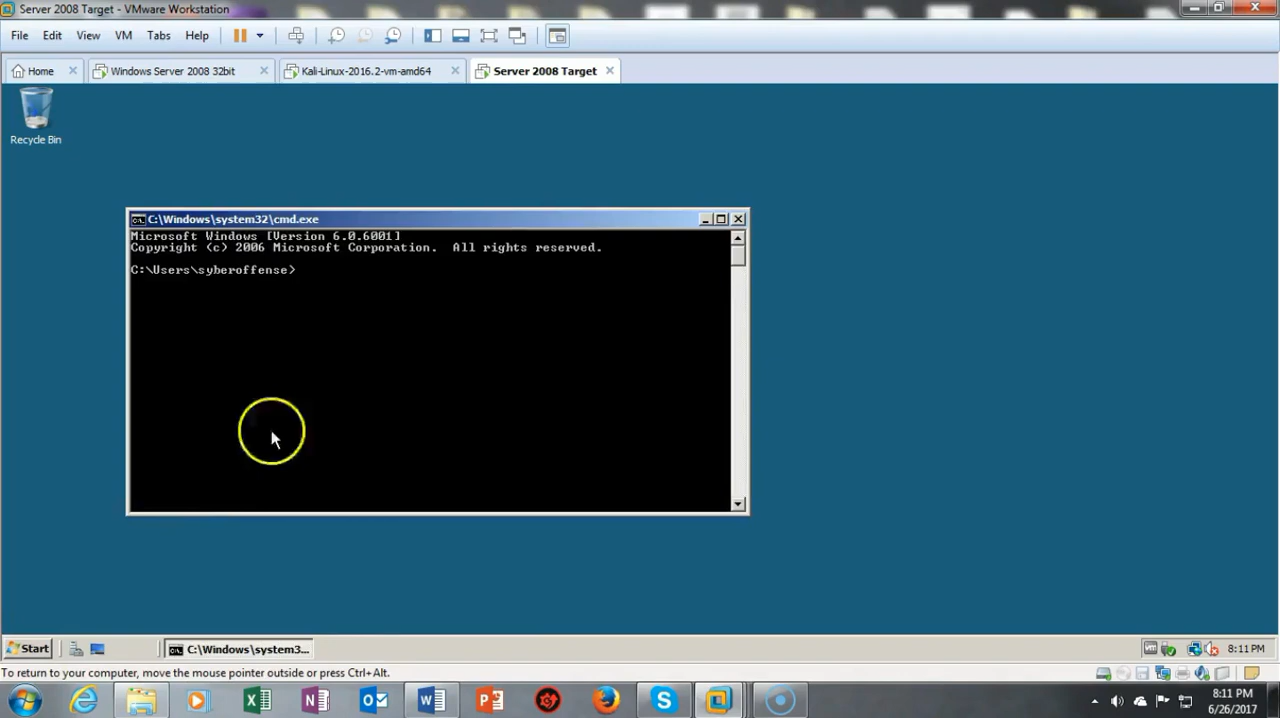 Server 2008 Target - VMware Workstation
File Edit View VM Tabs Help
Home Windows Server 2008 32bit Kali-Linux-2016.2-vm-amd64 Server 2008 Target
Recycle Bin
C:\Windows\system32\cmd.exe
Microsoft Windows [Version 6.0.6001]
Copyright (c) 2006 Microsoft Corporation. All rights reserved.
C:\Users\syberoffense>
Start C:\Windows\system3... 8:11 PM
To return to your computer, move the mouse pointer outside or press Ctrl+Alt.
8:11 PM
6/26/2017